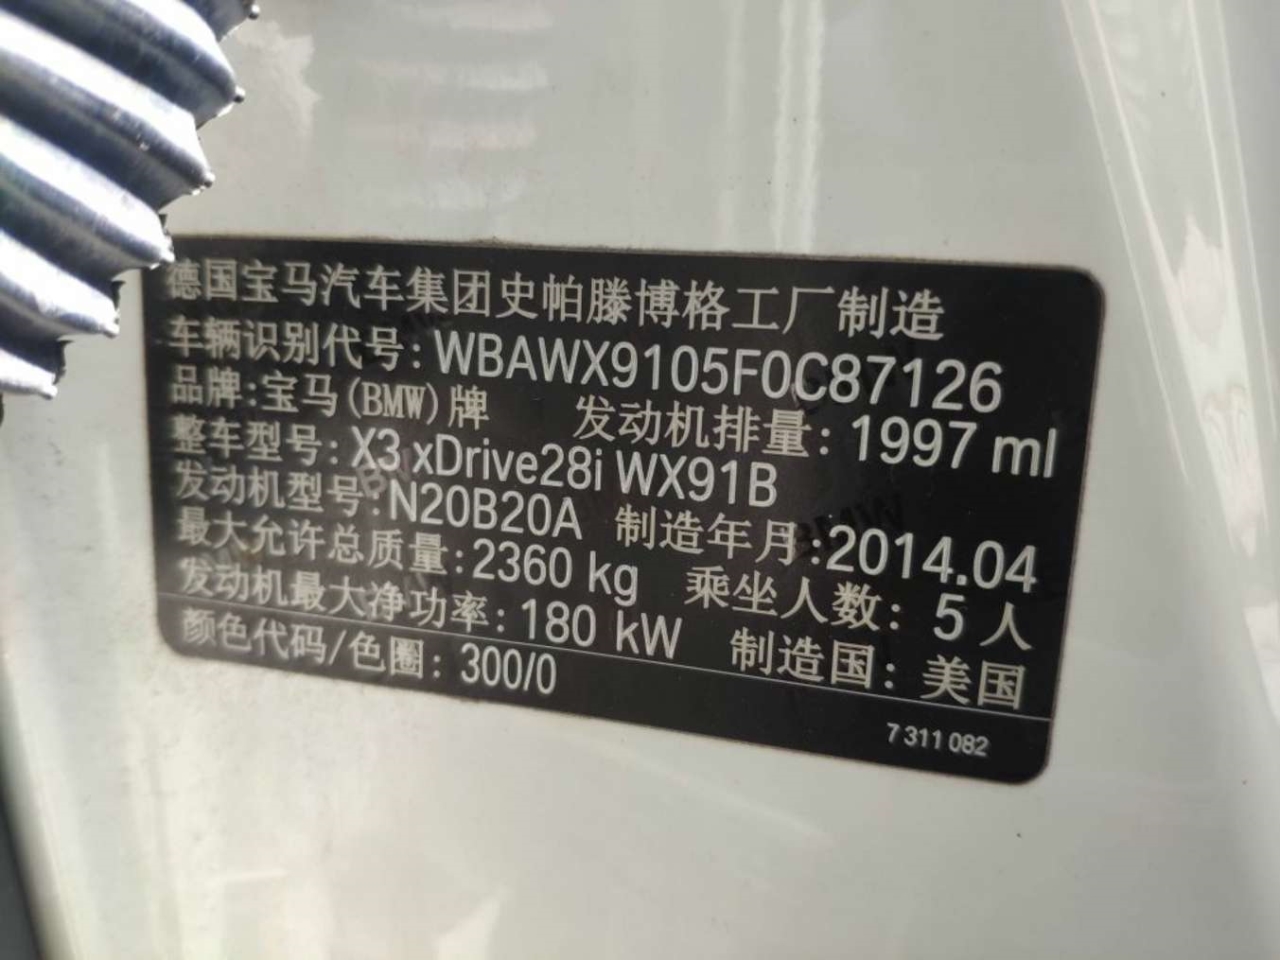 德国宝马汽车集团史帕滕博格工厂制造
车辆识别代号:WBAWX9105F0C87126
品牌:宝马(BMW)牌 发动机排量:1997 ml
整车型号:X3 xDrive28i WX91B
发动机型号:N20B20A 制造年月:2014.04
最大允许总质量:2360 kg 乘坐人数:5 人
发动机最大净功率:180 kW 制造国:美国
颜色代码/色圈:300/0
7 311 082